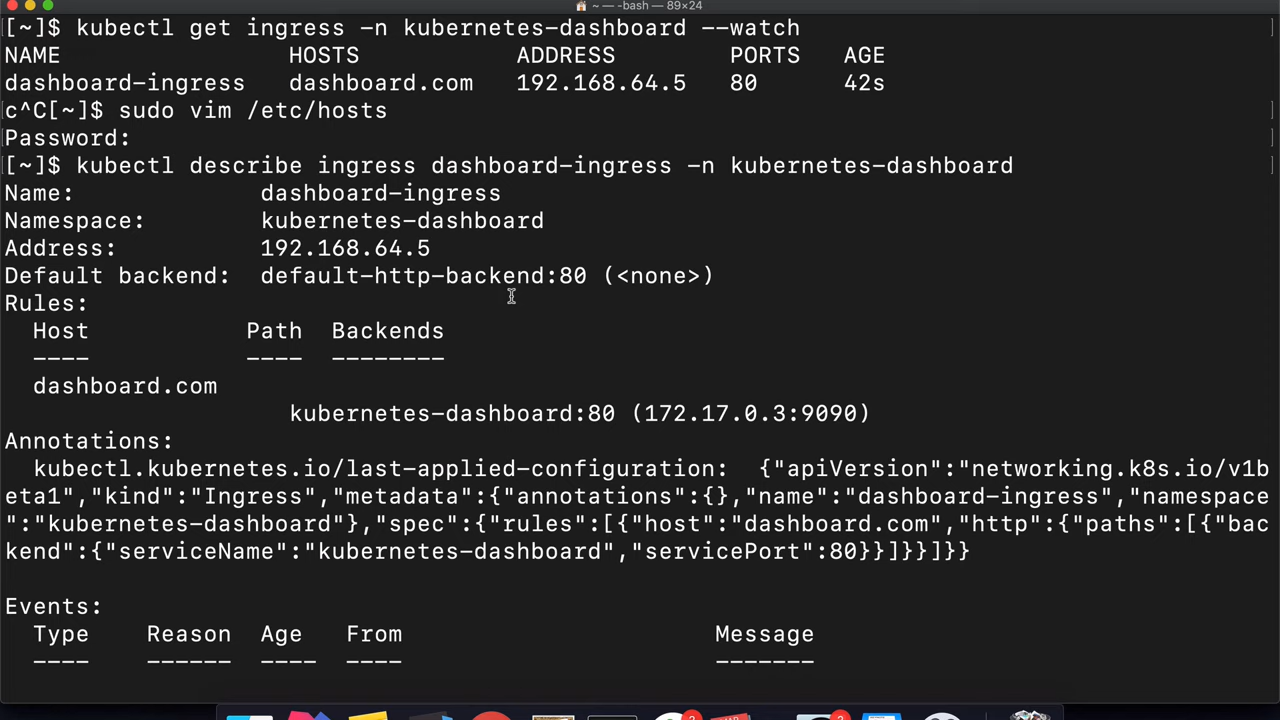 ~ — -bash — 89×24
[~]$ kubectl get ingress -n kubernetes-dashboard --watch
NAME HOSTS ADDRESS PORTS AGE
dashboard-ingress dashboard.com 192.168.64.5 80 42s
c^C[~]$ sudo vim /etc/hosts
Password:
[~]$ kubectl describe ingress dashboard-ingress -n kubernetes-dashboard
Name: dashboard-ingress
Namespace: kubernetes-dashboard
Address: 192.168.64.5
Default backend: default-http-backend:80 (<none>)
Rules:
Host Path Backends
---- ---- --------
dashboard.com
kubernetes-dashboard:80 (172.17.0.3:9090)
Annotations:
kubectl.kubernetes.io/last-applied-configuration: {"apiVersion":"networking.k8s.io/v1b
eta1","kind":"Ingress","metadata":{"annotations":{},"name":"dashboard-ingress","namespace
":"kubernetes-dashboard"},"spec":{"rules":[{"host":"dashboard.com","http":{"paths":[{"bac
kend":{"serviceName":"kubernetes-dashboard","servicePort":80}}]}}]}}
Events:
Type Reason Age From Message
---- ------ ---- ---- -------